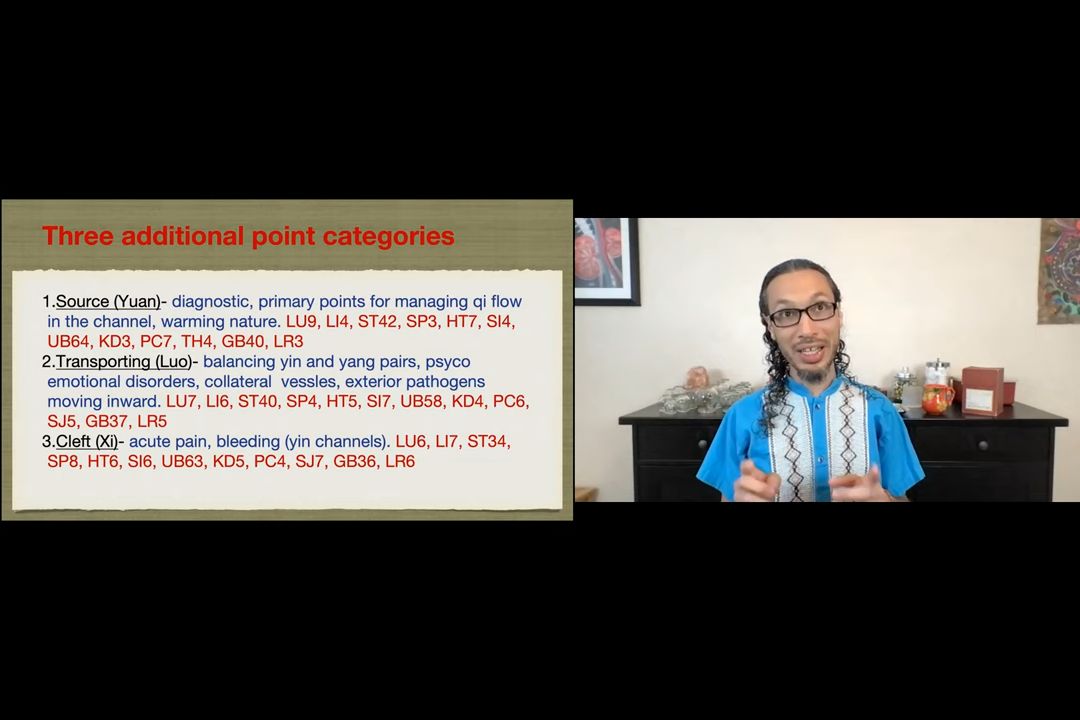 Three additional point categories
1.Source (Yuan)- diagnostic, primary points for managing qi flow
in the channel, warming nature. LU9, LI4, ST42, SP3, HT7, SI4,
UB64, KD3, PC7, TH4, GB40, LR3
2.Transporting (Luo)- balancing yin and yang pairs, psyco
emotional disorders, collateral vessles, exterior pathogens
moving inward. LU7, LI6, ST40, SP4, HT5, SI7, UB58, KD4, PC6,
SJ5, GB37, LR5
3.Cleft (Xi)- acute pain, bleeding (yin channels). LU6, LI7, ST34,
SP8, HT6, SI6, UB63, KD5, PC4, SJ7, GB36, LR6